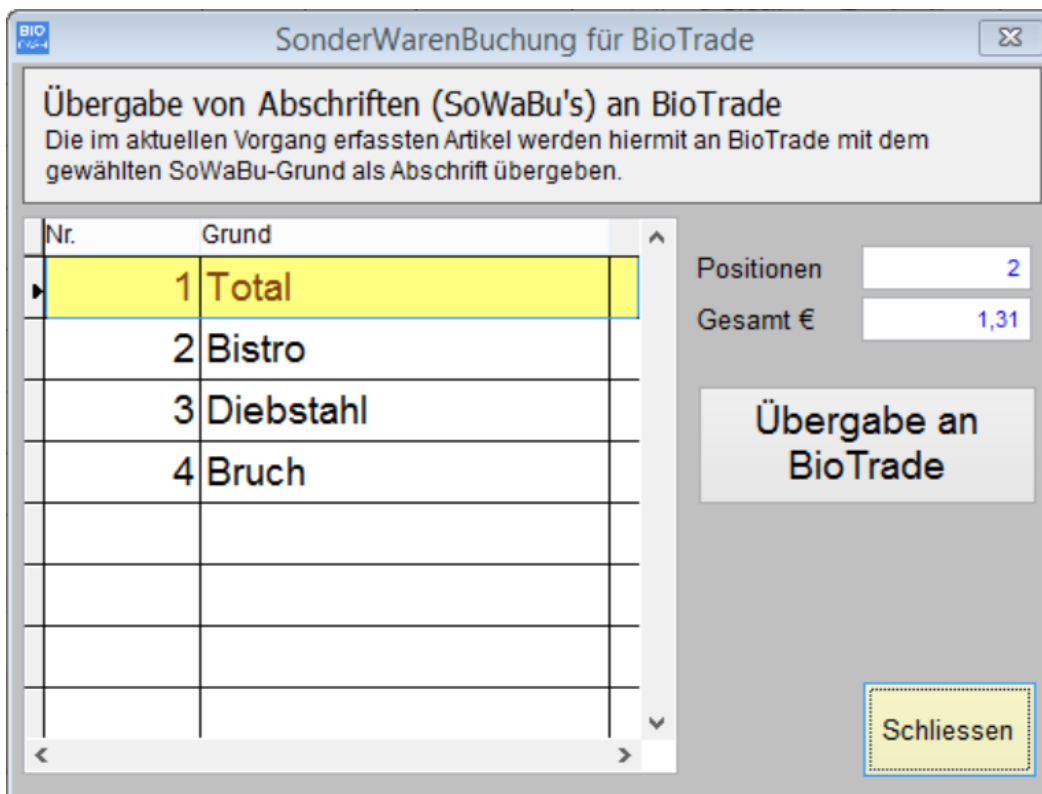 BIO
CASH
SonderWarenBuchung für BioTrade
Übergabe von Abschriften (SoWaBu's) an BioTrade
Die im aktuellen Vorgang erfassten Artikel werden hiermit an BioTrade mit dem
gewählten SoWaBu-Grund als Abschrift übergeben.
Nr. Grund
1 Total
2 Bistro
3 Diebstahl
4 Bruch
Positionen 2
Gesamt € 1,31
Übergabe an
BioTrade
Schliessen